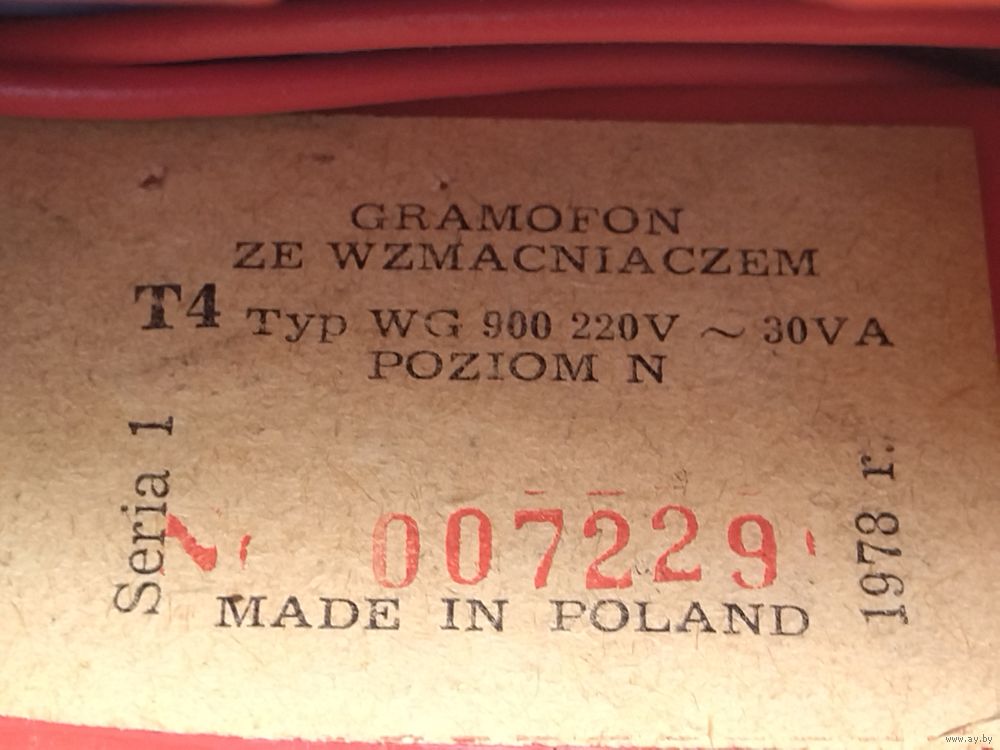 GRAMOFON
ZE WZMACNIACZEM
T4 Typ WG 900 220V ~ 30VA
POZIOM N
Seria 1
007229
1978 r.
MADE IN POLAND
www.ay.by